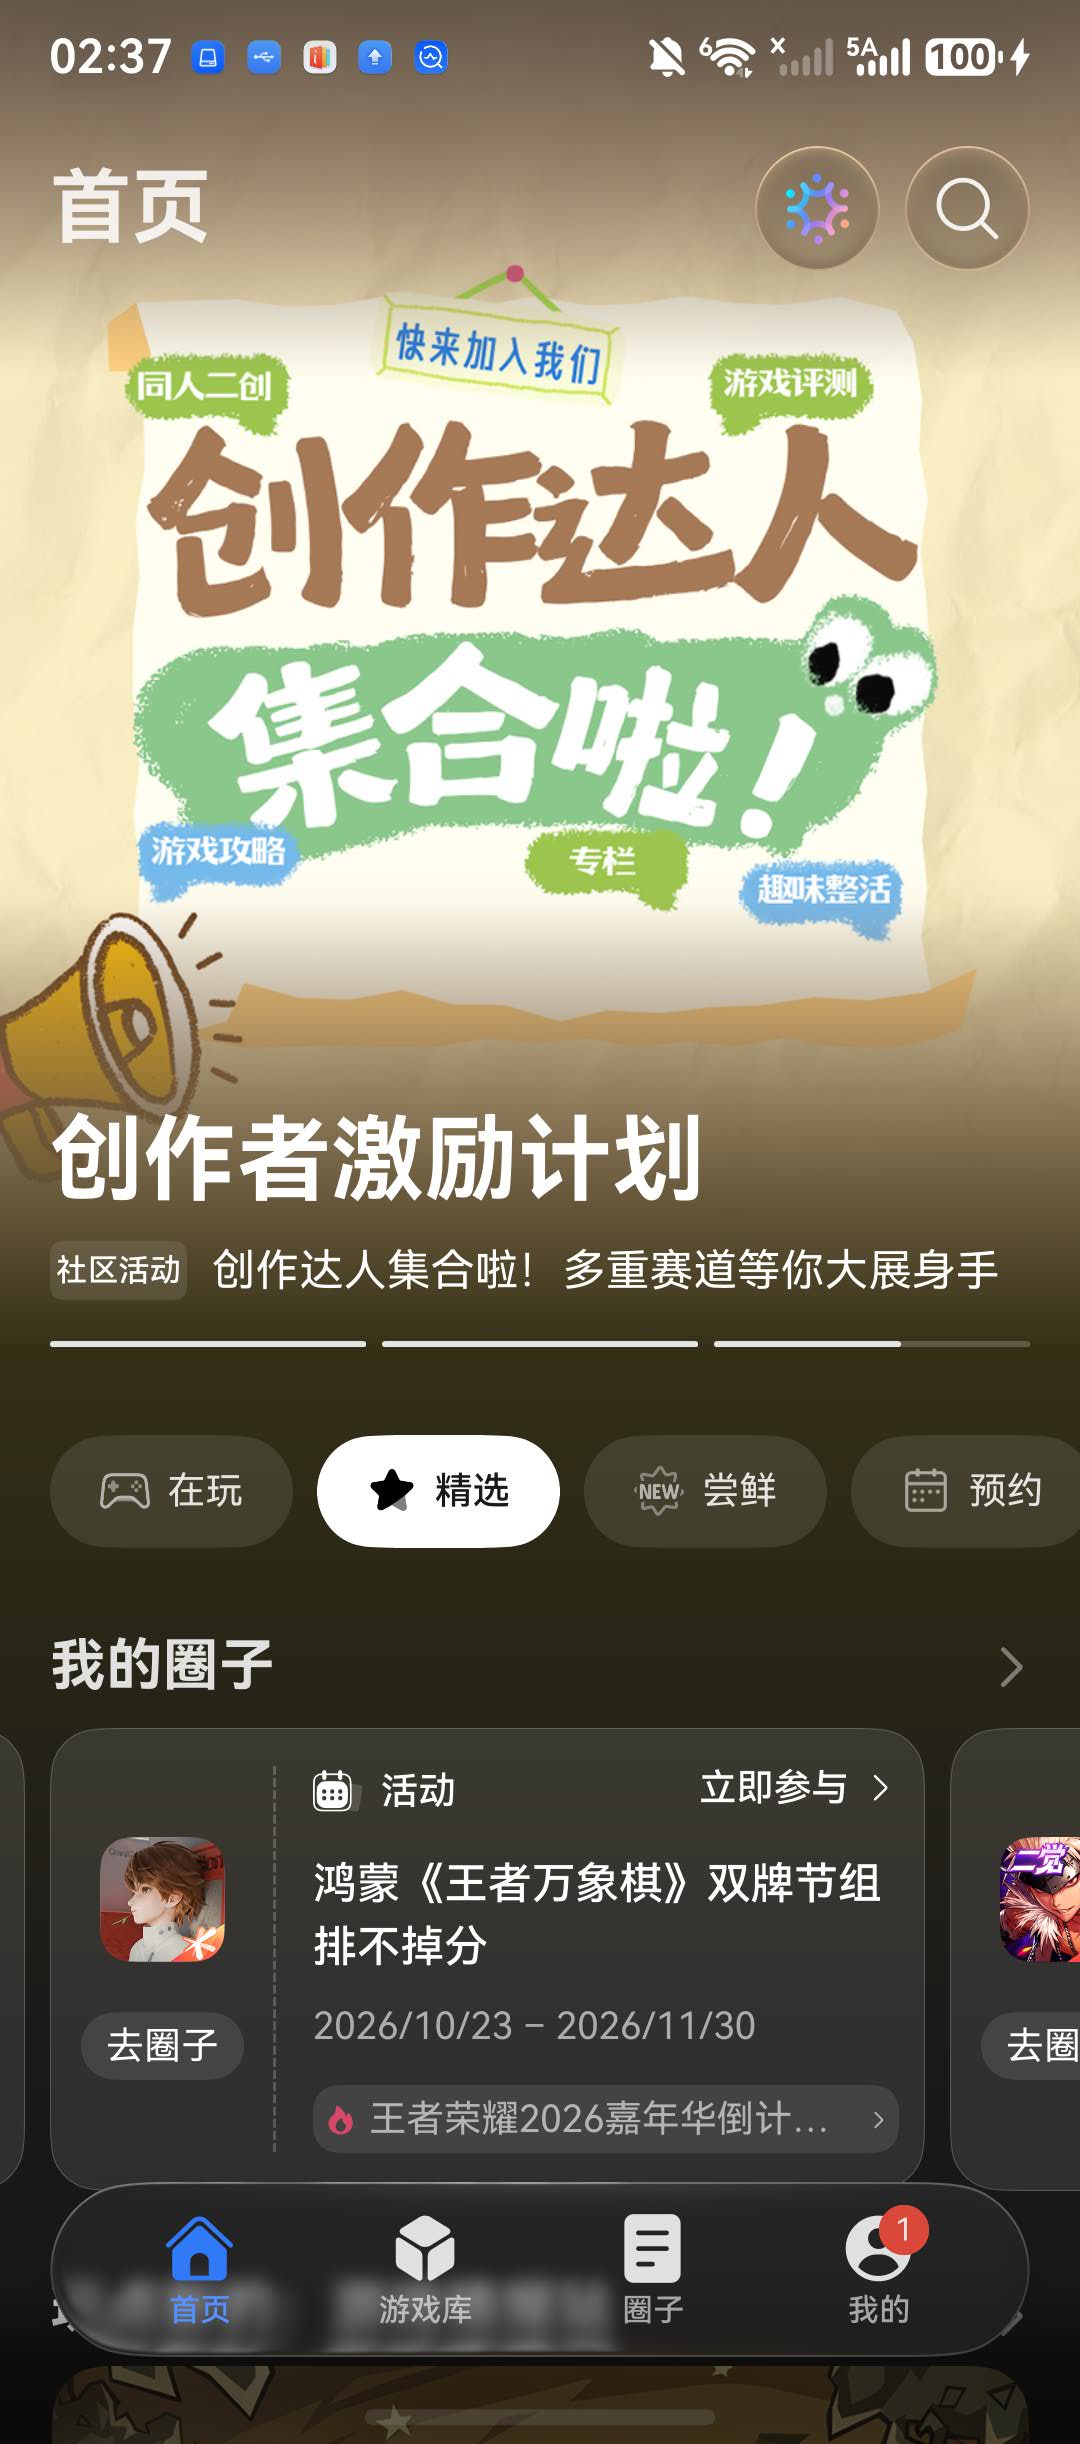 02:37
6
5A
100
首页
快来加入我们
同人二创
游戏评测
创作达人
集合啦！
游戏攻略
专栏
趣味整活
创作者激励计划
社区活动 创作达人集合啦！多重赛道等你大展身手
在玩
精选
NEW 尝鲜
预约
我的圈子
活动
立即参与
鸿蒙《王者万象棋》双牌节组
排不掉分
2026/10/23 – 2026/11/30
去圈子
王者荣耀2026嘉年华倒计...
二觉
去圈
首页
游戏库
圈子
1
我的